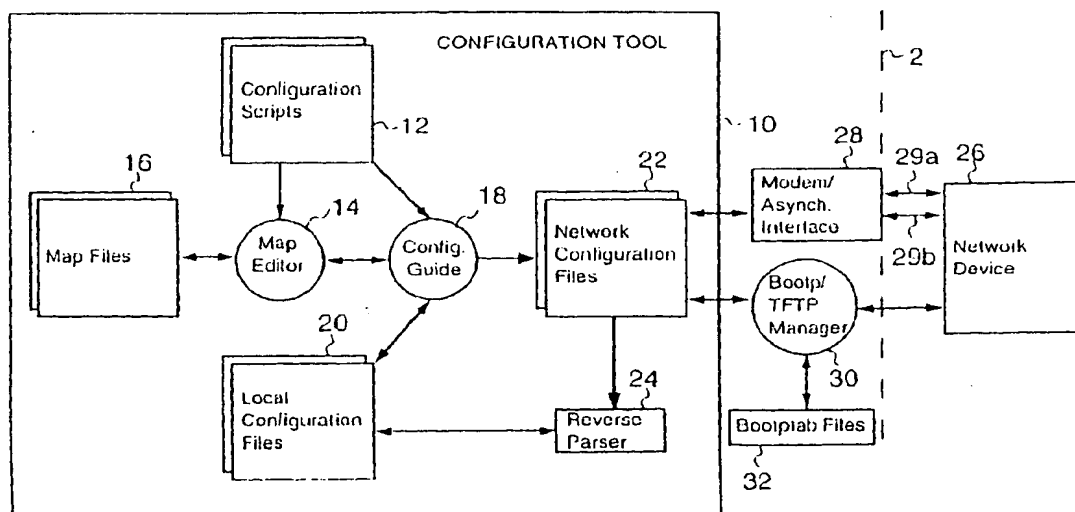 CONFIGURATION TOOL
2
Configuration
Scripts
12
10
28
29a
26
16
22
Modem/
Asynch.
Interface
14
18
Map Files
Map
Editor
Config.
Guide
Network
Configuration
Files
29b
Network
Device
Bootp/
TFTP
Manager
20
24
30
Local
Configuration
Files
Reverse
Parser
Bootptab Files
32